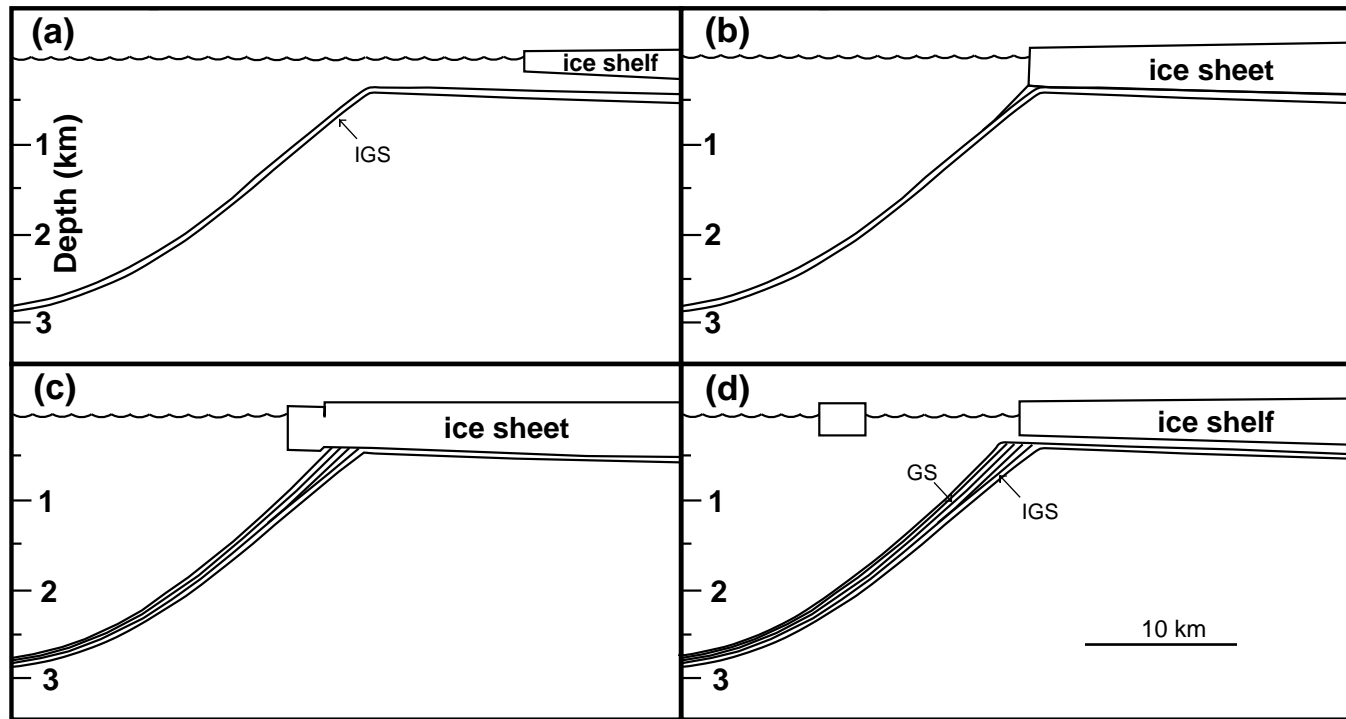 (a)
ice shelf
IGS
1
2
3
Depth (km)
(b)
ice sheet
1
2
3
(c)
ice sheet
1
2
3
(d)
ice shelf
GS
IGS
1
2
3
10 km